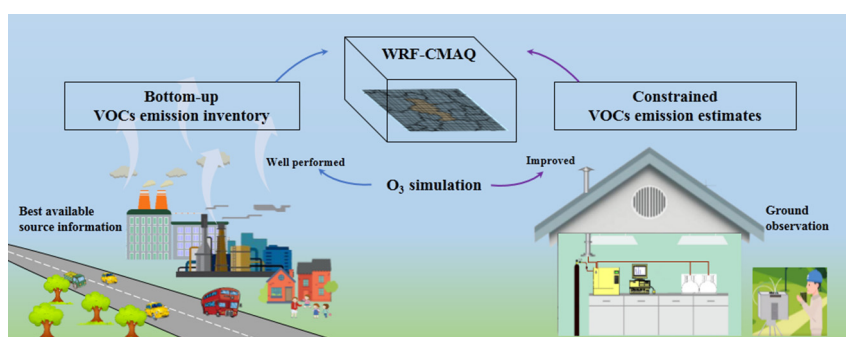 WRF-CMAQ
Bottom-up
VOCs emission inventory
Constrained
VOCs emission estimates
Well performed
O₃ simulation
Improved
Best available
source information
Ground
observation